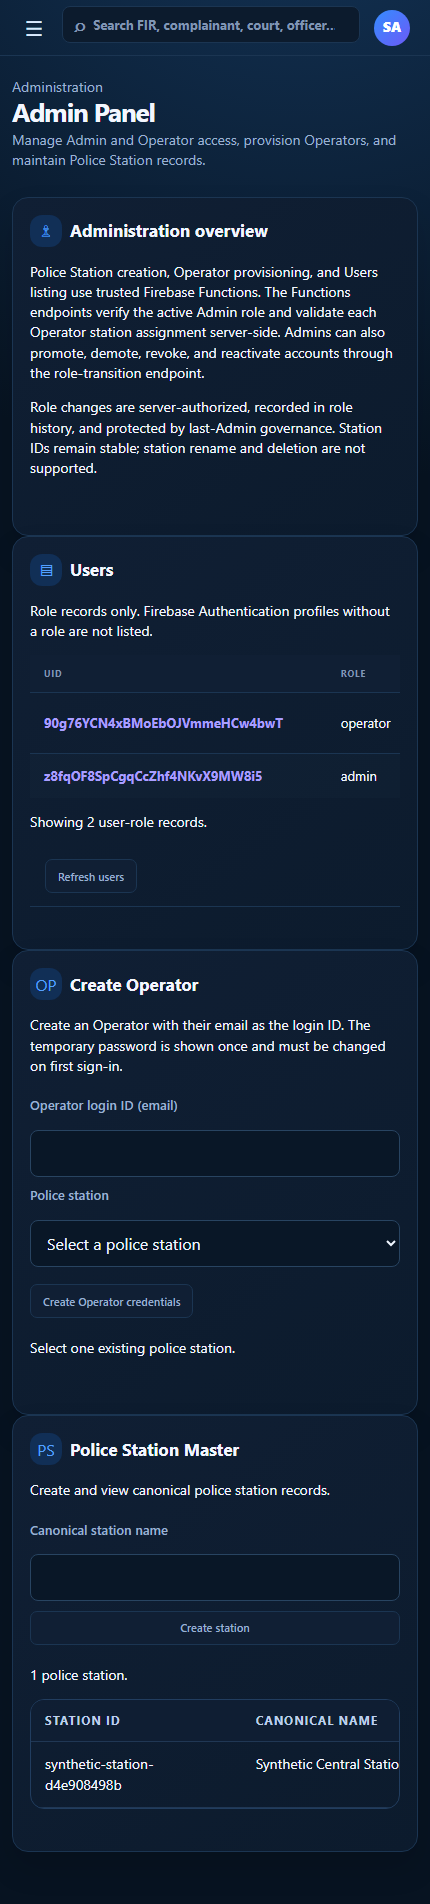 Search FIR, complainant, court, officer...
SA
Administration
Admin Panel
Manage Admin and Operator access, provision Operators, and
maintain Police Station records.
Administration overview
Police Station creation, Operator provisioning, and Users
listing use trusted Firebase Functions. The Functions
endpoints verify the active Admin role and validate each
Operator station assignment server-side. Admins can also
promote, demote, revoke, and reactivate accounts through
the role-transition endpoint.
Role changes are server-authorized, recorded in role
history, and protected by last-Admin governance. Station
IDs remain stable; station rename and deletion are not
supported.
Users
Role records only. Firebase Authentication profiles without
a role are not listed.
UID ROLE
90g76YCN4xBMoEbOJVmmeHCw4bwT operator
z8fqOF8SpCgqCcZhf4NKvX9MW8i5 admin
Showing 2 user-role records.
Refresh users
OP Create Operator
Create an Operator with their email as the login ID. The
temporary password is shown once and must be changed
on first sign-in.
Operator login ID (email)
Police station
Select a police station
Create Operator credentials
Select one existing police station.
PS Police Station Master
Create and view canonical police station records.
Canonical station name
Create station
1 police station.
STATION ID CANONICAL NAME
synthetic-station- Synthetic Central Statio
d4e908498b